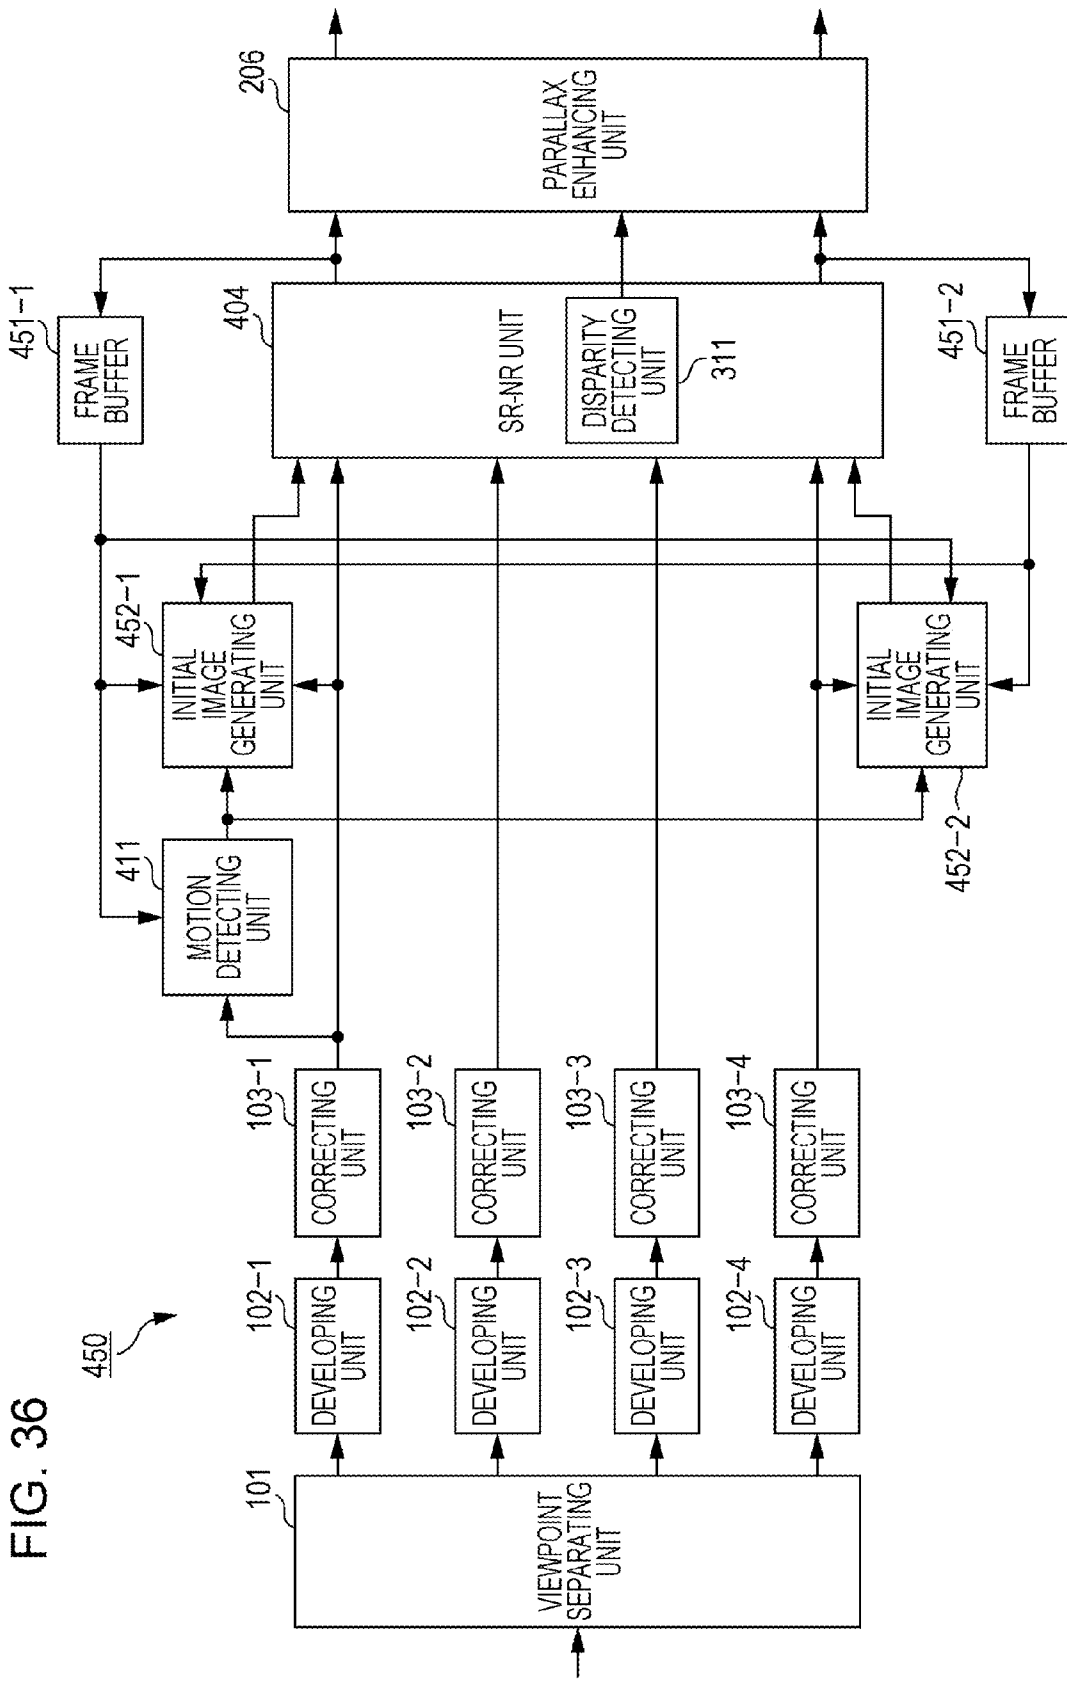 FIG. 36
450
101
VIEWPOINT
SEPARATING
UNIT
102-1
DEVELOPING
UNIT
102-2
DEVELOPING
UNIT
102-3
DEVELOPING
UNIT
102-4
DEVELOPING
UNIT
103-1
CORRECTING
UNIT
103-2
CORRECTING
UNIT
103-3
CORRECTING
UNIT
103-4
CORRECTING
UNIT
411
MOTION
DETECTING
UNIT
452-1
INITIAL
IMAGE
GENERATING
UNIT
452-2
INITIAL
IMAGE
GENERATING
UNIT
451-1
FRAME
BUFFER
404
SR-NR UNIT
DISPARITY
DETECTING
UNIT
311
451-2
FRAME
BUFFER
206
PARALLAX
ENHANCING
UNIT